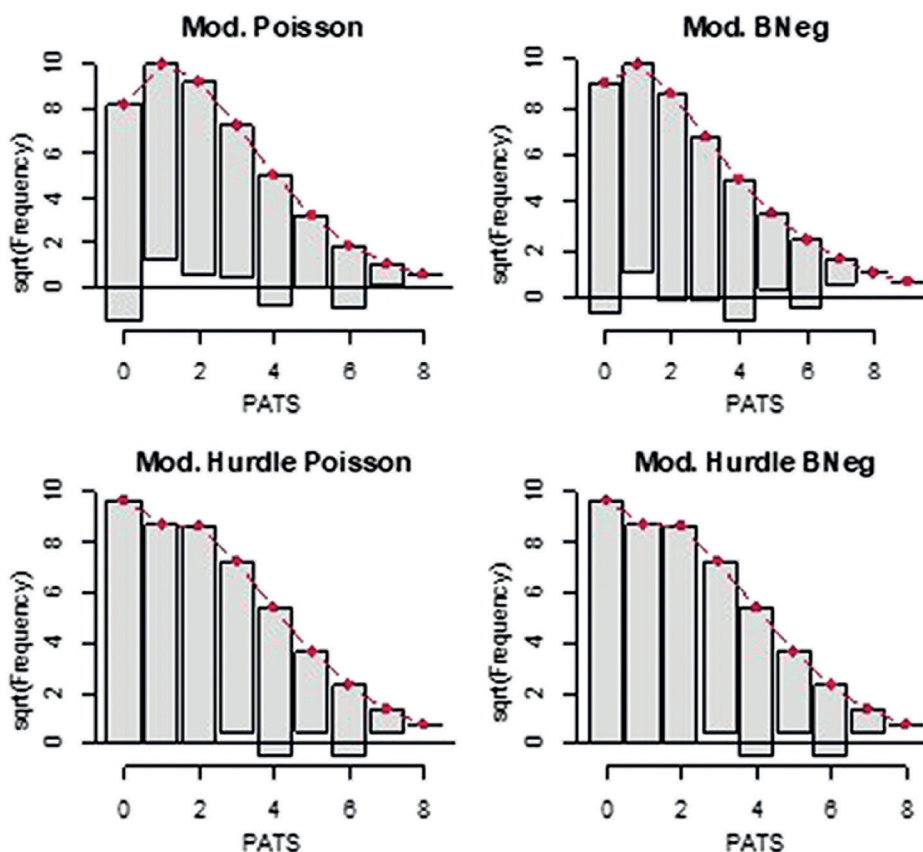 Mod. Poisson
sqrt(Frequency)
0 2 4 6 8 10
0 2 4 6 8
PATS
Mod. BNeg
sqrt(Frequency)
0 2 4 6 8 10
0 2 4 6 8
PATS
Mod. Hurdle Poisson
sqrt(Frequency)
0 2 4 6 8 10
0 2 4 6 8
PATS
Mod. Hurdle BNeg
sqrt(Frequency)
0 2 4 6 8 10
0 2 4 6 8
PATS